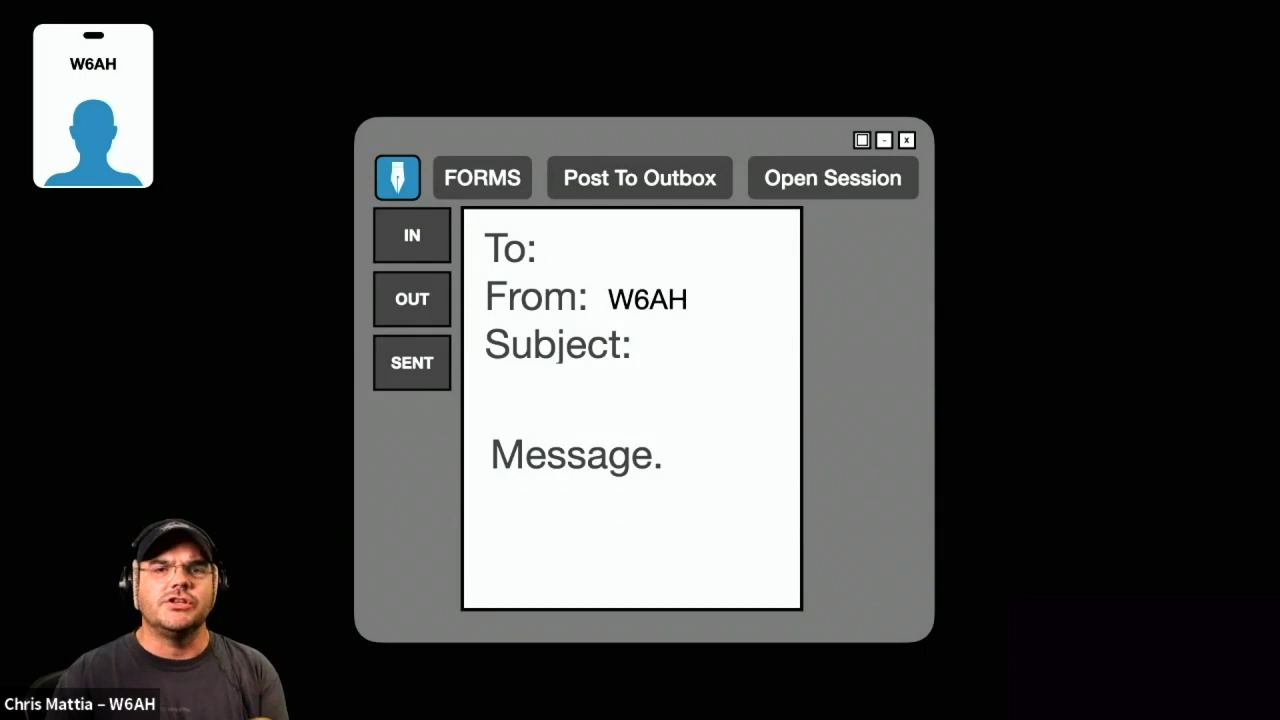 W6AH
x
FORMS
Post To Outbox
Open Session
IN
OUT
SENT
To:
From: W6AH
Subject:
Message.
Chris Mattia – W6AH